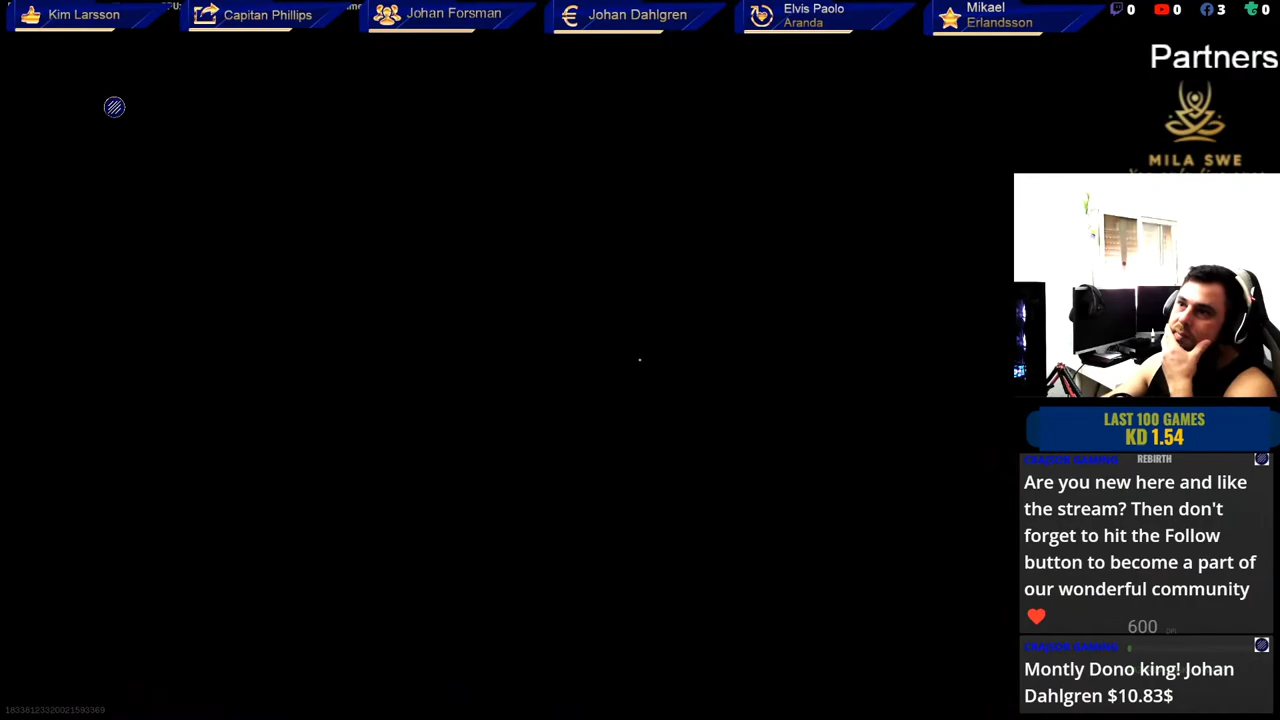 Kim Larsson
Capitan Phillips
Johan Forsman
Johan Dahlgren
Elvis Paolo
Aranda
Mikael
Erlandsson
0
0
3
0
Partners
MILA SWE
LAST 100 GAMES
KD 1.54
REBIRTH
Are you new here and like
the stream? Then don't
forget to hit the Follow
button to become a part of
our wonderful community
❤️
600
Montly Dono king! Johan
Dahlgren $10.83$
18338123320021593369